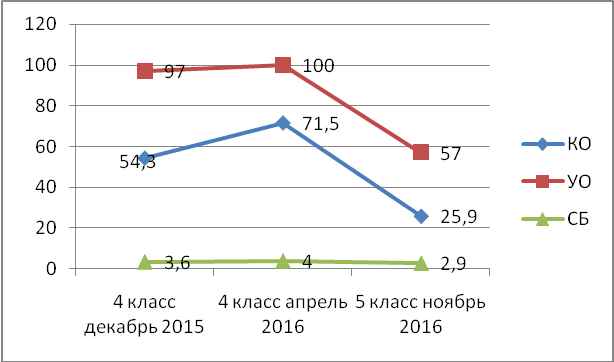 120
100
80
60
40
20
0
97
100
57
54,3
71,5
25,9
3,6
4
2,9
4 класс
декабрь 2015
4 класс апрель
2016
5 класс ноябрь
2016
КО
УО
СБ